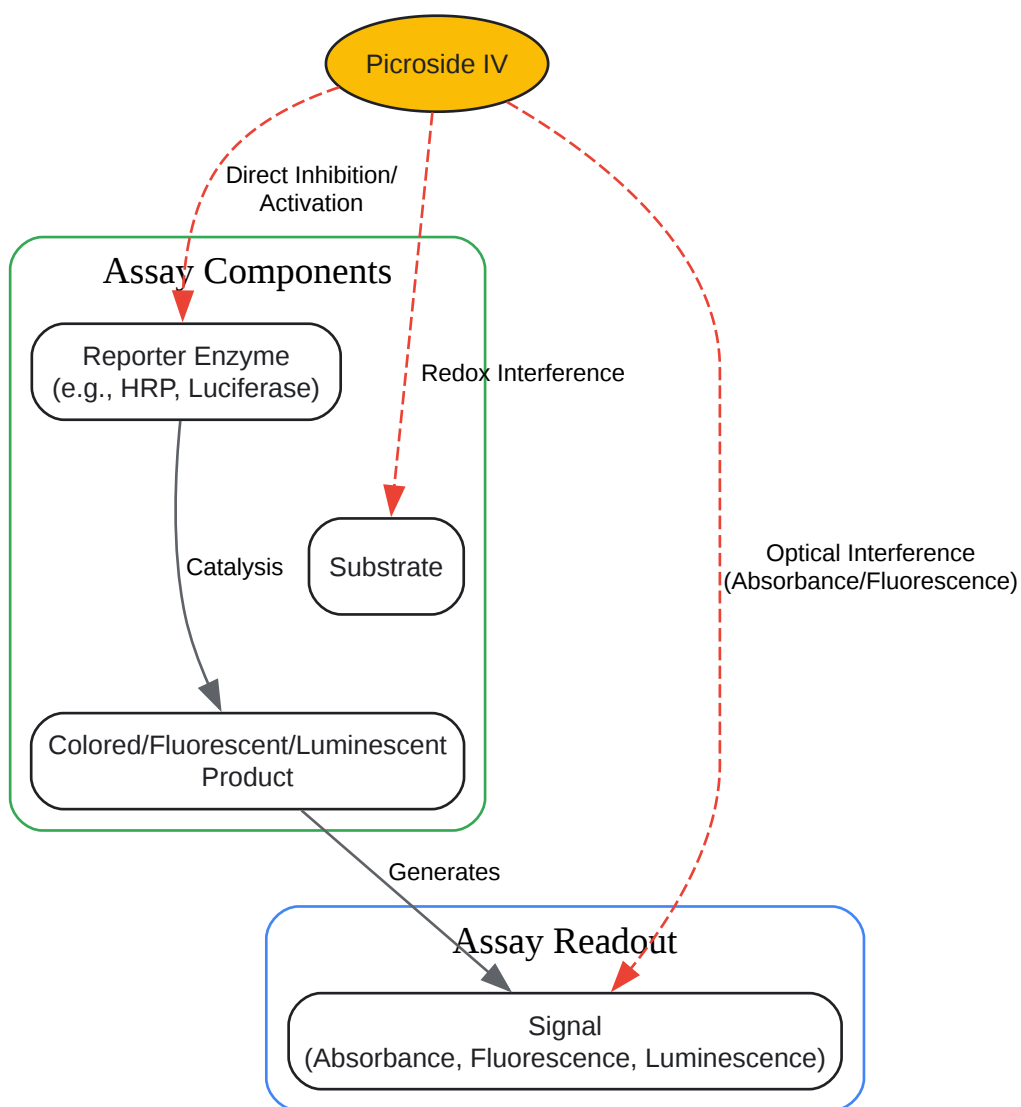 Picroside IV
Direct Inhibition/
Activation
Assay Components
Reporter Enzyme
(e.g., HRP, Luciferase)
Redox Interference
Catalysis
Substrate
Optical Interference
(Absorbance/Fluorescence)
Colored/Fluorescent/Luminescent
Product
Generates
Assay Readout
Signal
(Absorbance, Fluorescence, Luminescence)